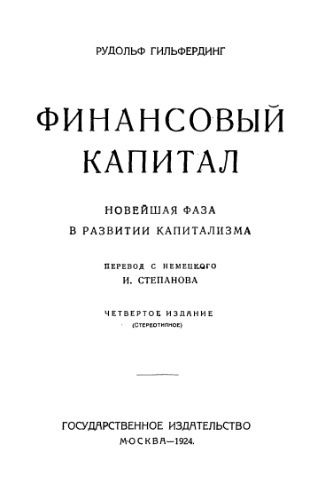 РУДОЛЬФ ГИЛЬФЕРДИНГ
ФИНАНСОВЫЙ
КАПИТАЛ
НОВЕЙШАЯ ФАЗА
В РАЗВИТИИ КАПИТАЛИЗМА
ПЕРЕВОД С НЕМЕЦКОГО
И. СТЕПАНОВА
ЧЕТВЕРТОЕ ИЗДАНИЕ
(СТЕРЕОТИПНОЕ)
ГОСУДАРСТВЕННОЕ ИЗДАТЕЛЬСТВО
МОСКВА—1924.